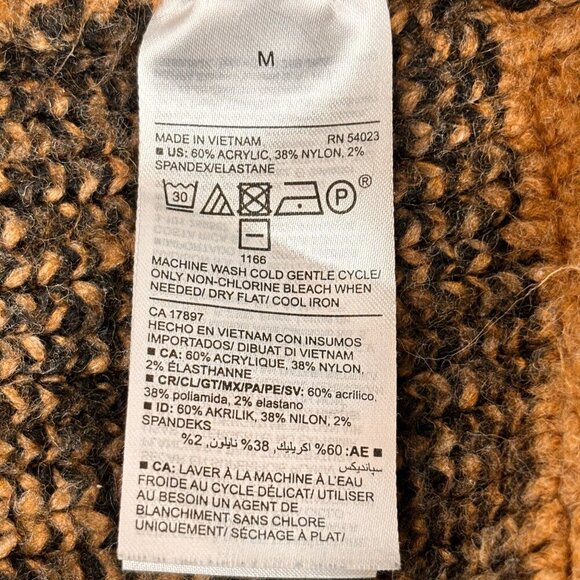 M
MADE IN VIETNAM RN 54023
■ US: 60% ACRYLIC, 38% NYLON, 2%
SPANDEX/ELASTANE
30 P ®
1166
MACHINE WASH COLD GENTLE CYCLE/
ONLY NON-CHLORINE BLEACH WHEN
NEEDED/ DRY FLAT/ COOL IRON
CA 17897
HECHO EN VIETNAM CON INSUMOS
IMPORTADOS/ DIBUAT DI VIETNAM
■ CA: 60% ACRYLIQUE, 38% NYLON,
2% ÉLASTHANNE
■ CR/CL/GT/MX/PA/PE/SV: 60% acrílico,
38% poliamida, 2% elastano
■ ID: 60% AKRILIK, 38% NILON, 2%
SPANDEKS
■ AE: 60% اكريليك, 38% نايلون, 2%
سباندیکس
■ CA: LAVER À LA MACHINE À L'EAU
FROIDE AU CYCLE DÉLICAT/ UTILISER
AU BESOIN UN AGENT DE
BLANCHIMENT SANS CHLORE
UNIQUEMENT/ SÉCHER À PLAT/